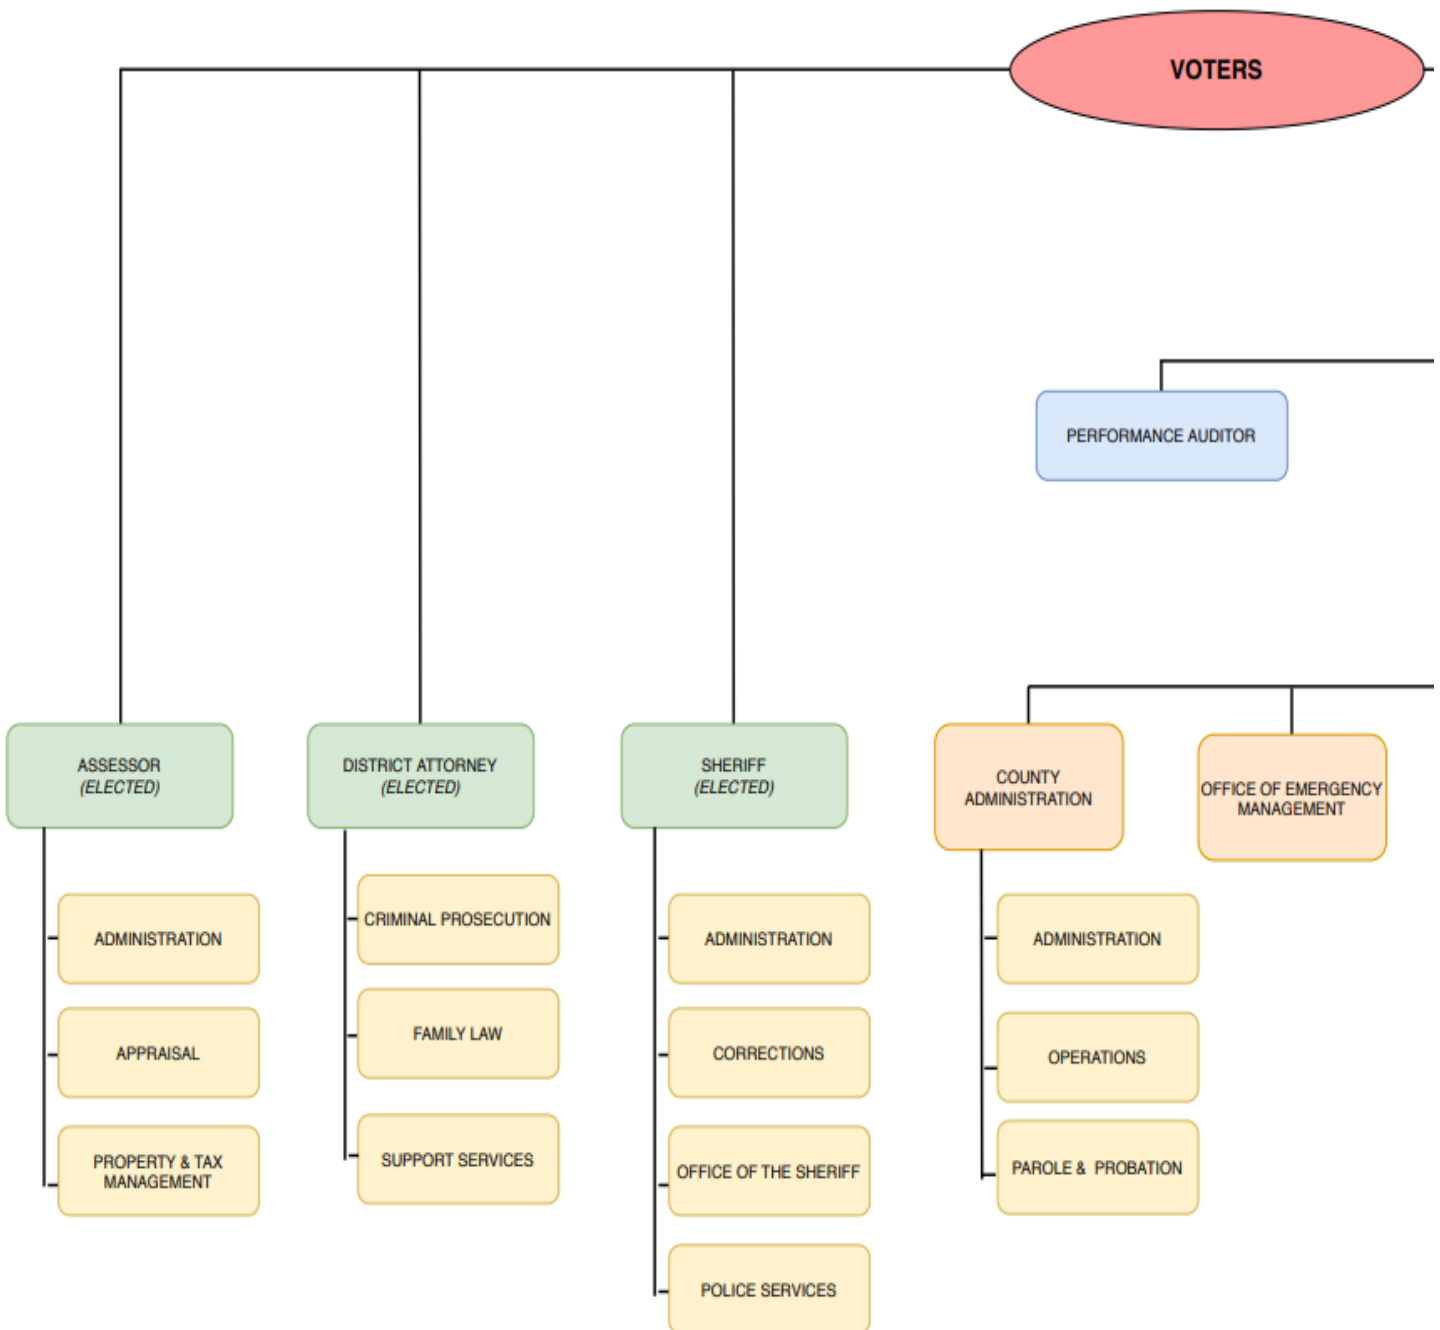 VOTERS
PERFORMANCE AUDITOR
ASSESSOR
(ELECTED)
ADMINISTRATION
APPRAISAL
PROPERTY & TAX
MANAGEMENT
DISTRICT ATTORNEY
(ELECTED)
CRIMINAL PROSECUTION
FAMILY LAW
SUPPORT SERVICES
SHERIFF
(ELECTED)
ADMINISTRATION
CORRECTIONS
OFFICE OF THE SHERIFF
POLICE SERVICES
COUNTY
ADMINISTRATION
ADMINISTRATION
OPERATIONS
PAROLE & PROBATION
OFFICE OF EMERGENCY
MANAGEMENT